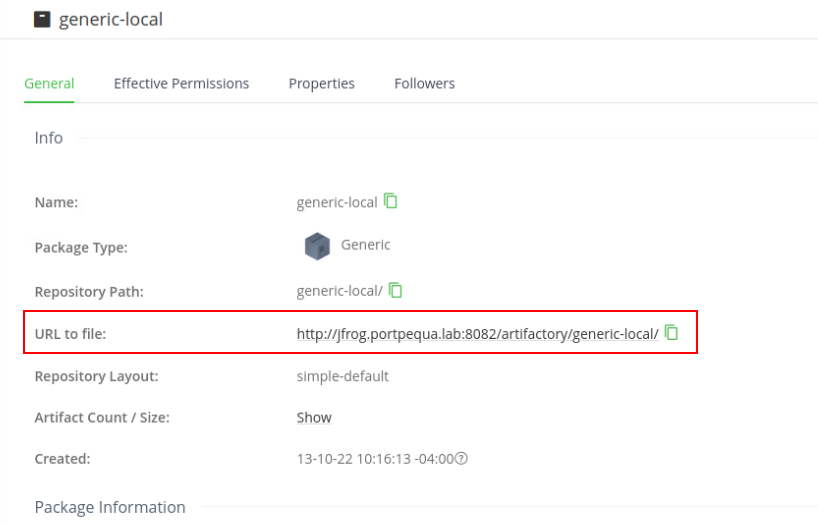 generic-local
General Effective Permissions Properties Followers
Info
Name: generic-local
Package Type: Generic
Repository Path: generic-local/
URL to file: http://jfrog.portpequa.lab:8082/artifactory/generic-local/
Repository Layout: simple-default
Artifact Count / Size: Show
Created: 13-10-22 10:16:13 -04:00?
Package Information